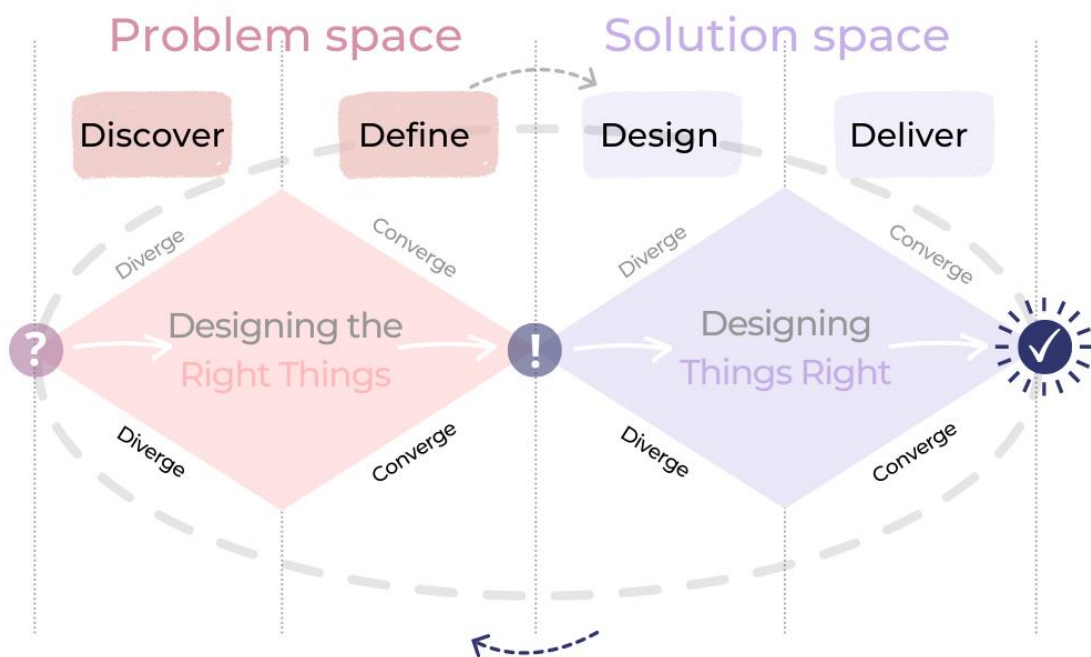 Problem space
Solution space
Discover
Define
Design
Deliver
Diverge
Converge
Diverge
Converge
Designing the
Right Things
Designing
Things Right
?
!
Diverge
Converge
Diverge
Converge